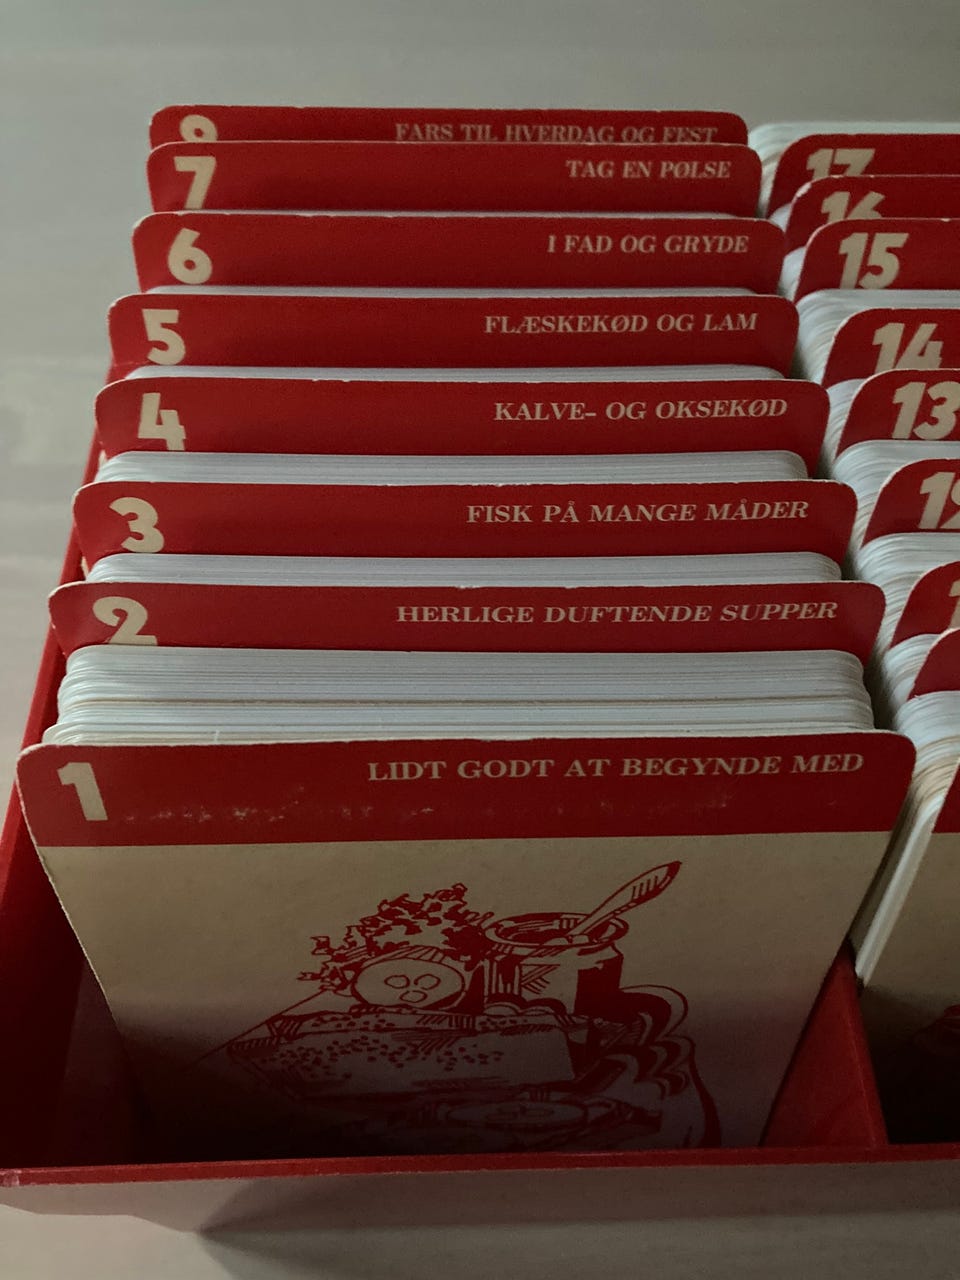 9 FARS TIL HVERDAG OG FEST
7 TAG EN PØLSE
6 I FAD OG GRYDE
5 FLÆSKEKØD OG LAM
4 KALVE- OG OKSEKØD
3 FISK PÅ MANGE MÅDER
2 HERLIGE DUFTENDE SUPPER
1 LIDT GODT AT BEGYNDE MED
17
16
15
14
13